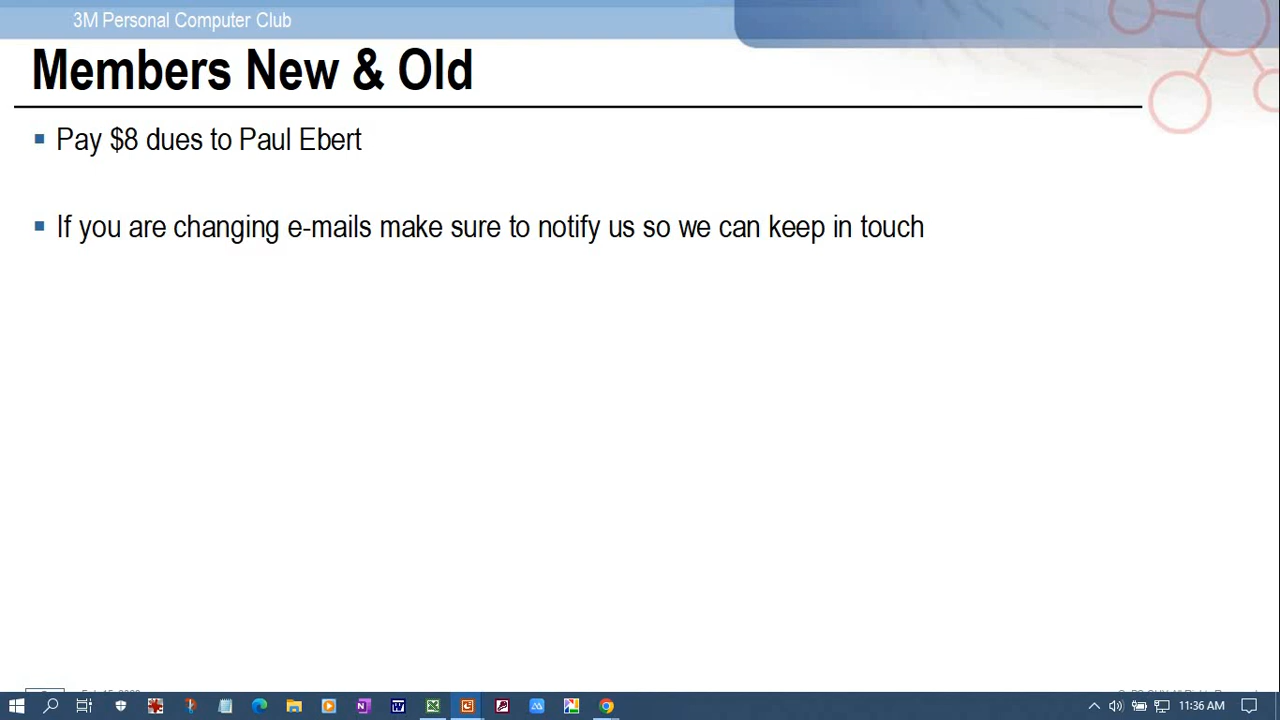 3M Personal Computer Club
Members New & Old
Pay $8 dues to Paul Ebert
If you are changing e-mails make sure to notify us so we can keep in touch
11:36 AM